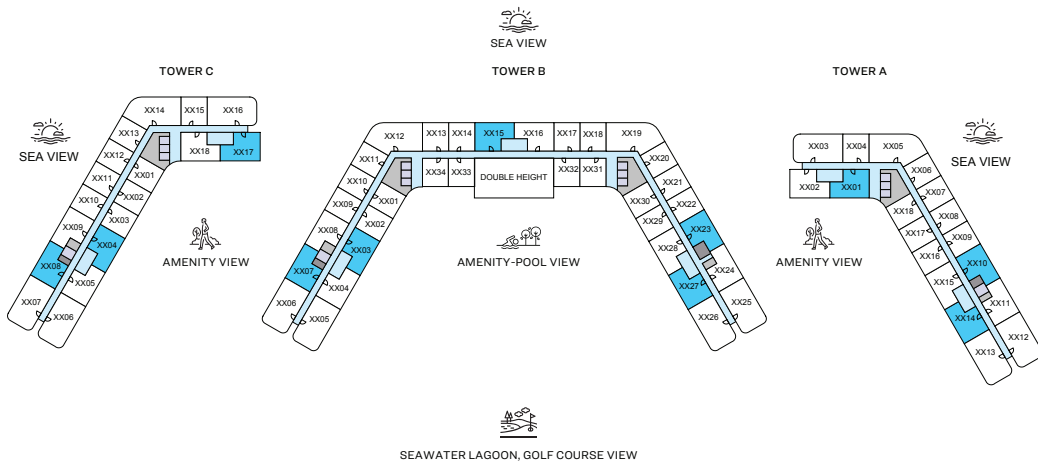 SEA VIEW
TOWER C
TOWER B
TOWER A
SEA VIEW
XX14
XX15
XX16
XX13
XX12
XX11
XX10
XX09
XX08
XX07
XX06
XX05
XX04
XX03
XX02
XX01
XX18
XX17
AMENITY VIEW
XX12
XX13
XX14
XX15
XX16
XX17
XX18
XX19
XX11
XX10
XX09
XX08
XX07
XX06
XX05
XX04
XX03
XX02
XX01
XX34
XX33
DOUBLE HEIGHT
XX32
XX31
XX30
XX29
XX28
XX27
XX26
XX25
XX24
XX23
XX22
XX21
XX20
AMENITY-POOL VIEW
XX03
XX04
XX05
XX02
XX01
XX06
XX07
XX08
XX09
XX10
XX11
XX12
XX13
XX14
XX15
XX16
XX17
XX18
SEA VIEW
AMENITY VIEW
SEAWATER LAGOON, GOLF COURSE VIEW